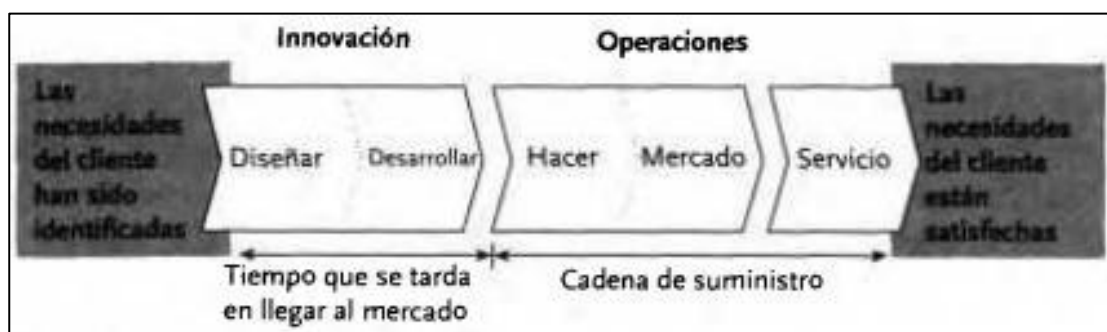 Innovación
Operaciones
Las
necesidades
del cliente
han sido
identificadas
Diseñar
Desarrollar
Hacer
Mercado
Servicio
Las
necesidades
del cliente
están
satisfechas
Tiempo que se tarda
en llegar al mercado
Cadena de suministro